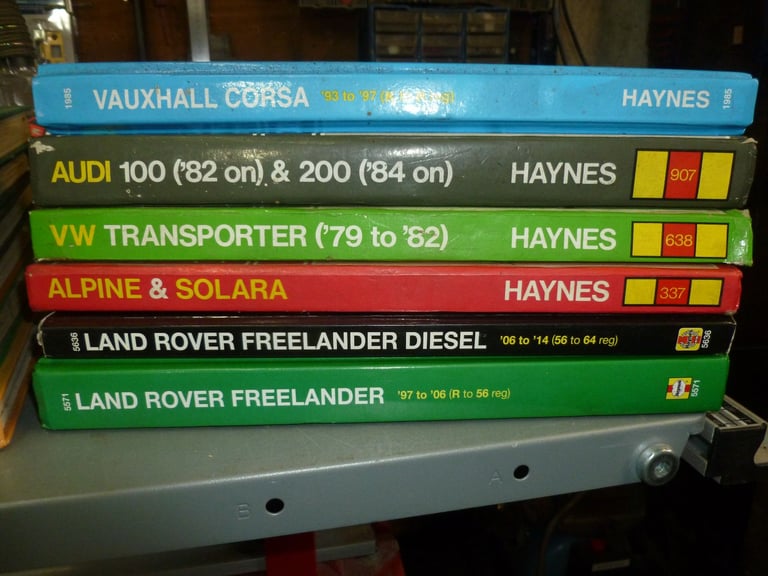 1985 VAUXHALL CORSA '93 to '97 ( reg) HAYNES 1985
AUDI 100 ('82 on) & 200 ('84 on) HAYNES 907
VW TRANSPORTER ('79 to '82) HAYNES 638
ALPINE & SOLARA HAYNES 337
5636 LAND ROVER FREELANDER DIESEL '06 to '14 (56 to 64 reg) 5636
5571 LAND ROVER FREELANDER '97 to '06 (R to 56 reg) 5571
B A